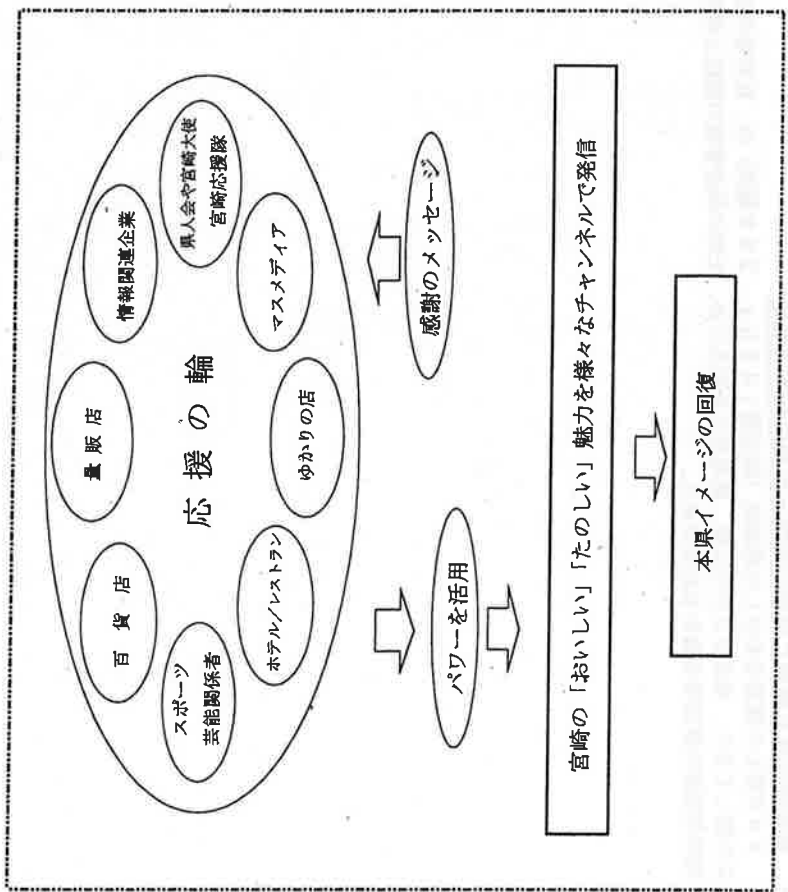 百貨店
量販店
情報関連企業
スポーツ
芸能関係者
応援の輪
県人会や宮崎大使
宮崎応援隊
ホテル/レストラン
ゆかりの店
マスメディア
パワーを活用
感謝のメッセージ
宮崎の「おいしい」「たのしい」魅力を様々なチャンネルで発信
本県イメージの回復